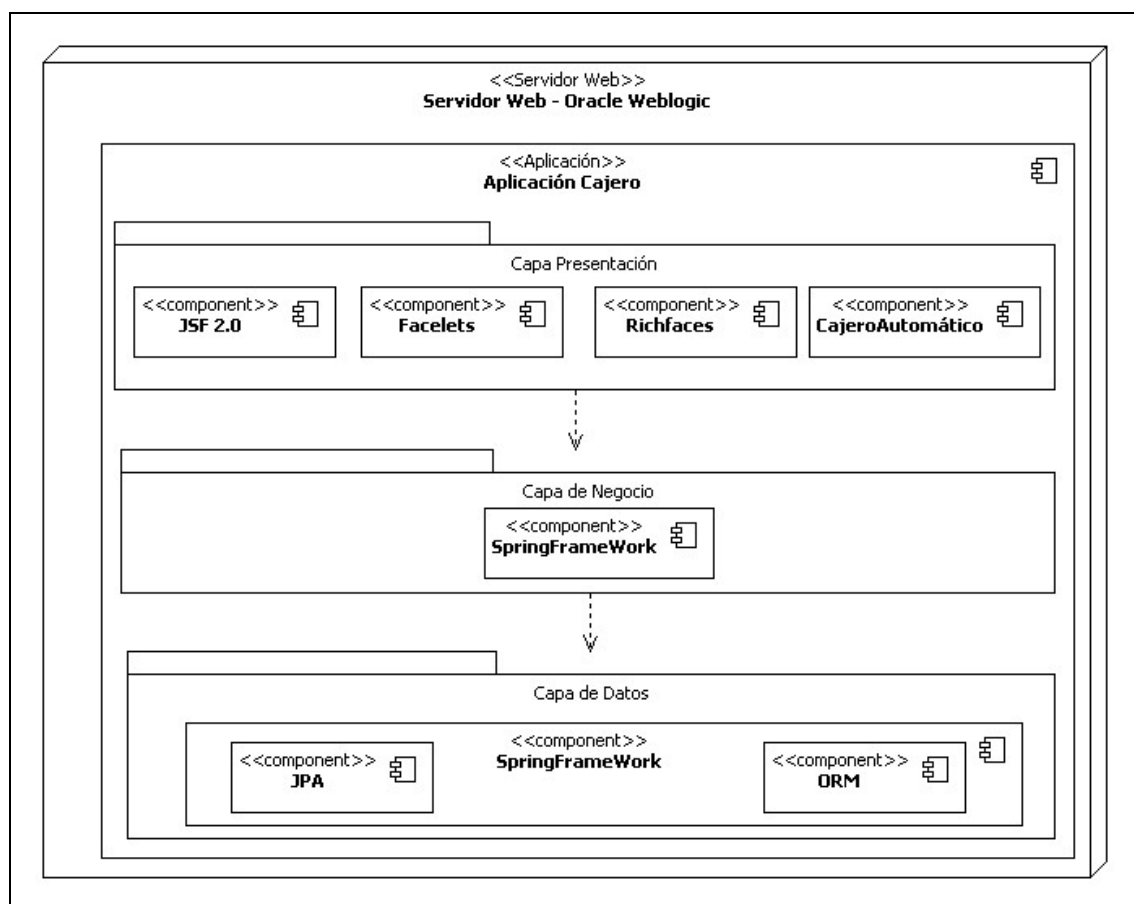 <<Servidor Web>>
Servidor Web - Oracle Weblogic
<<Aplicación>>
Aplicación Cajero
Capa Presentación
<<component>>
JSF 2.0
<<component>>
Facelets
<<component>>
Richfaces
<<component>>
CajeroAutomático
Capa de Negocio
<<component>>
SpringFrameWork
Capa de Datos
<<component>>
SpringFrameWork
<<component>>
JPA
<<component>>
ORM